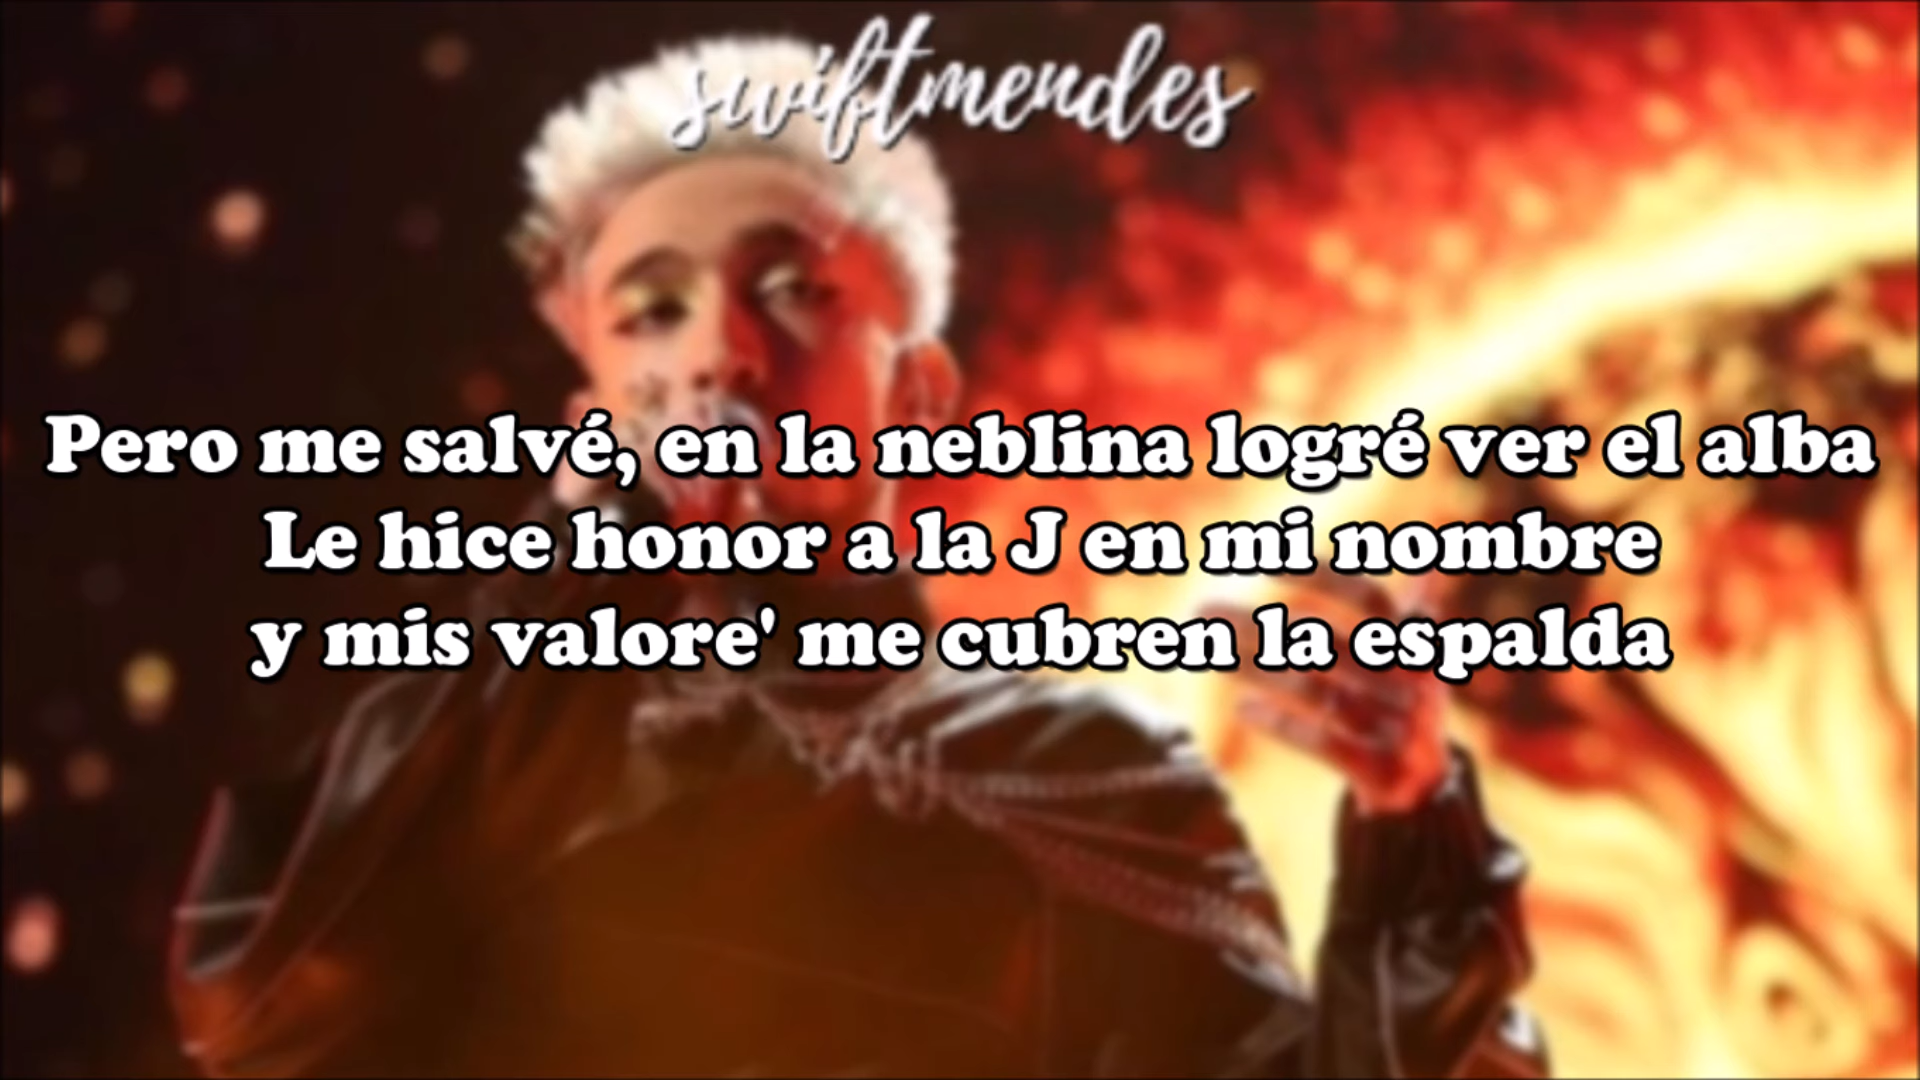 swiftmendes
Pero me salvé, en la neblina logré ver el alba
Le hice honor a la J en mi nombre
y mis valore' me cubren la espalda